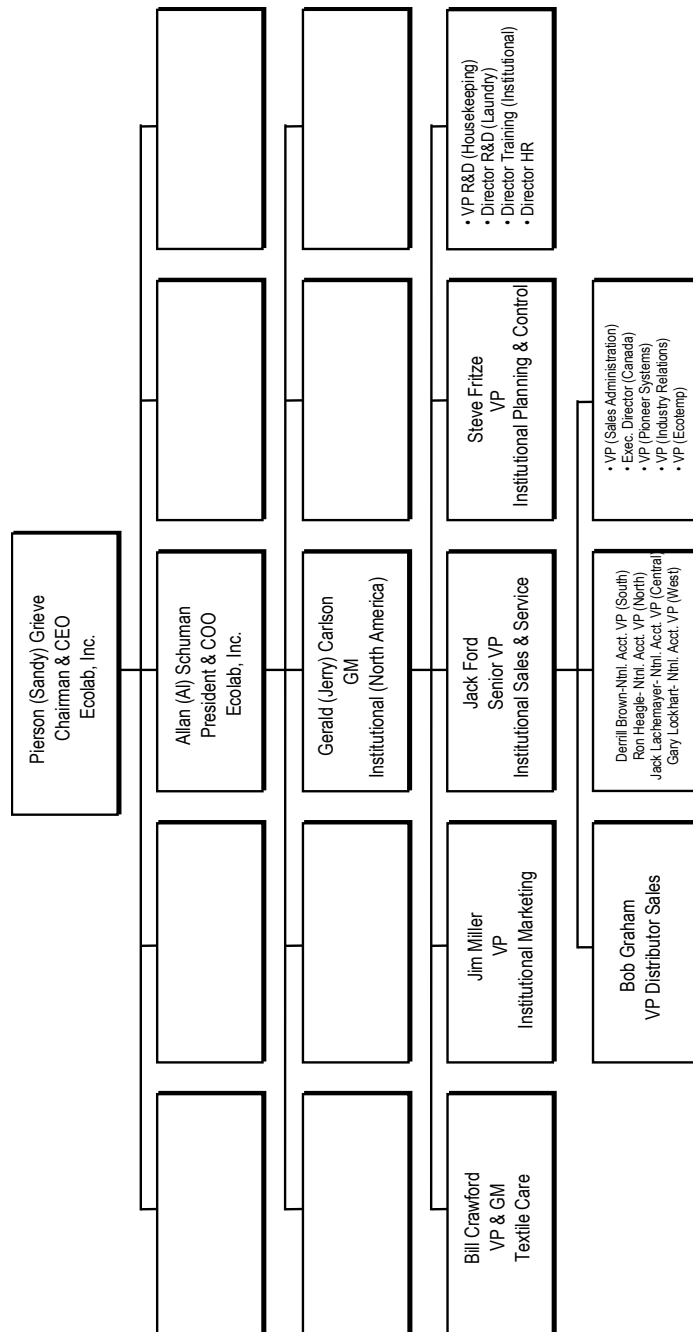 Pierson (Sandy) Grieve
Chairman & CEO
Ecolab, Inc.
Allan (Al) Schuman
President & COO
Ecolab, Inc.
Gerald (Jerry) Carlson
GM
Institutional (North America)
Bill Crawford
VP & GM
Textile Care
Jim Miller
VP
Institutional Marketing
Jack Ford
Senior VP
Institutional Sales & Service
Steve Fritze
VP
Institutional Planning & Control
• VP R&D (Housekeeping)
• Director R&D (Laundry)
• Director Training (Institutional)
• Director HR
Bob Graham
VP Distributor Sales
Derrill Brown-Ntnl. Acct. VP (South)
Ron Heagle- Ntnl. Acct. VP (North)
Jack Lachemayer- Ntnl. Acct. VP (Central)
Gary Lockhart- Ntnl. Acct. VP (West)
• VP (Sales Administration)
• Exec. Director (Canada)
• VP (Pioneer Systems)
• VP (Industry Relations)
• VP (Ecotemp)